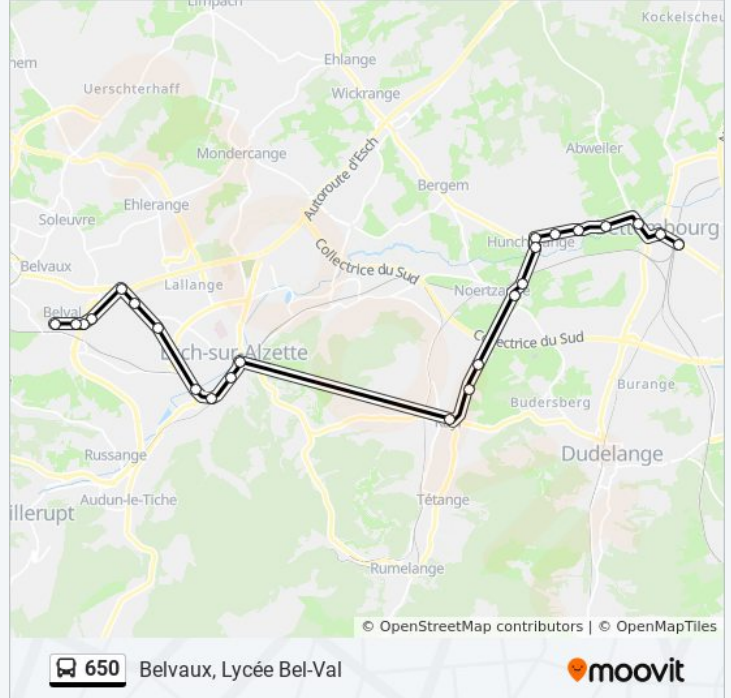 Limpach
Kockelscheu
Ehlange
Uerschterhaff
Wickrange
Autoroute d'Esch
Abweiler
Mondercange
Bergem
Ehlerange
Soleuvre
Collectrice du Sud
Belvaux
Lallange
Noertzange
Belval
Collectrice du Sud
Esch-sur-Alzette
Burange
Budersberg
Dudelange
Russange
Audun-le-Tiche
Tétange
illerupt
Rumelange
© OpenStreetMap contributors | © OpenMapTiles
650 Belvaux, Lycée Bel-Val
moovit